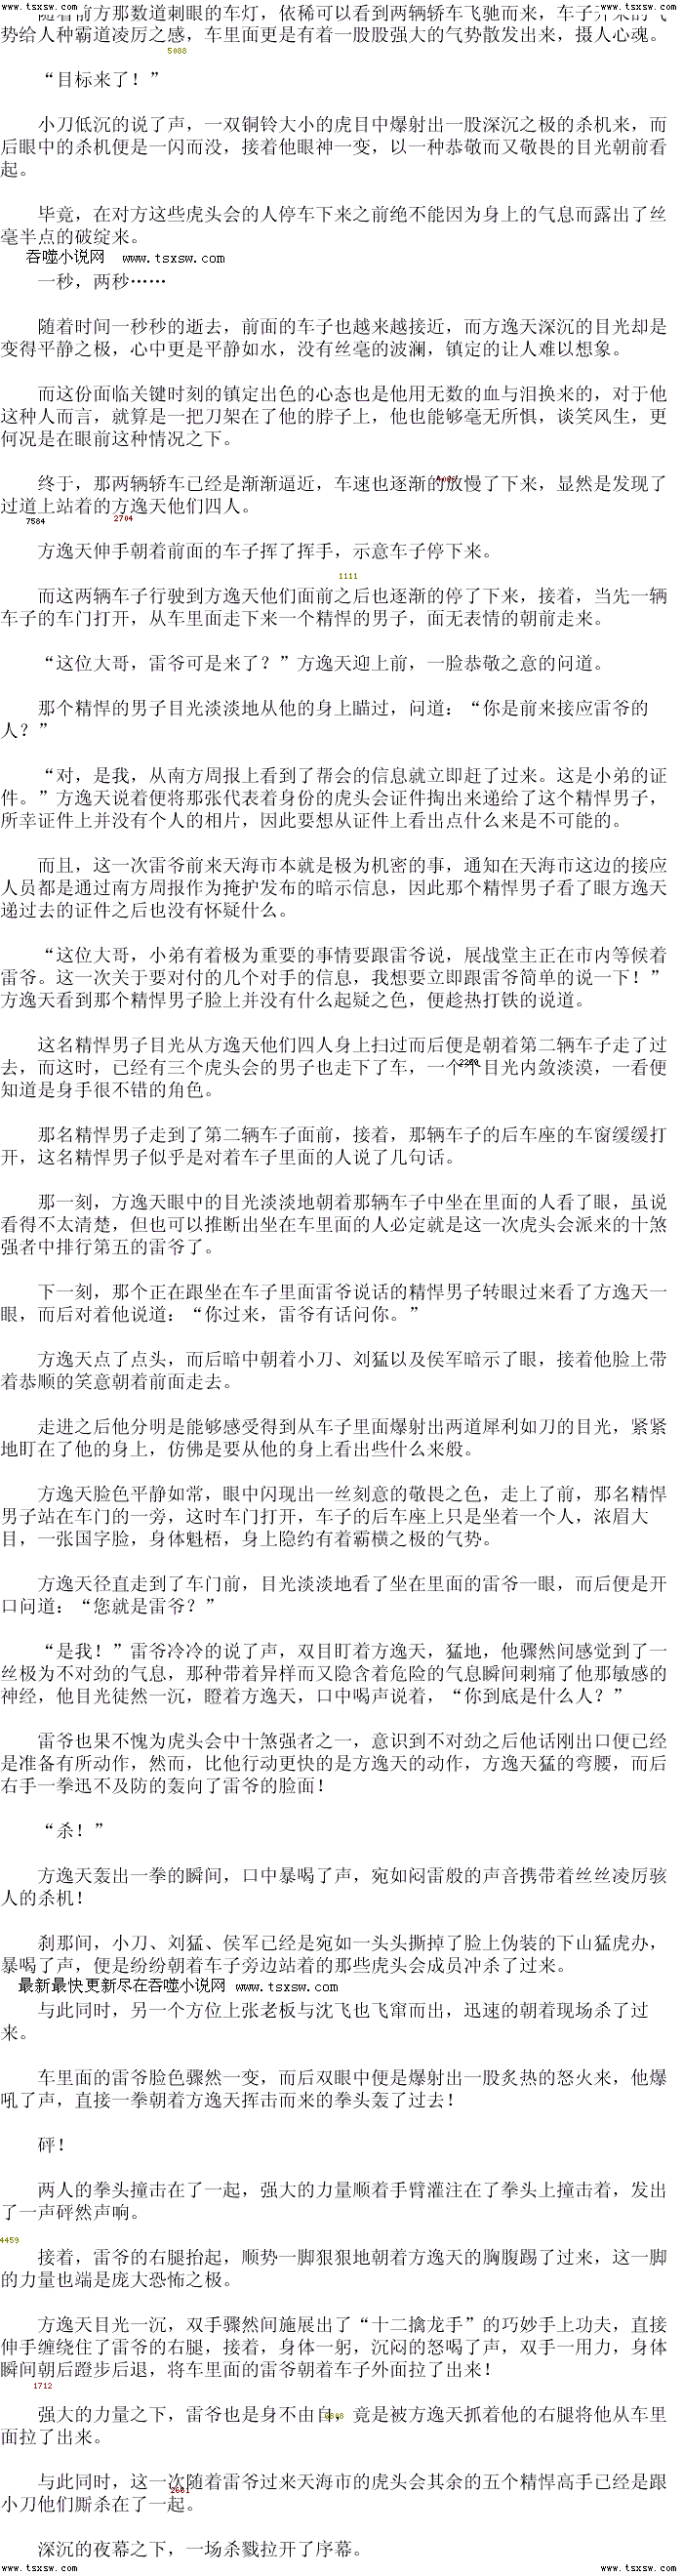 www.tsxsw.com www.tsxsw.com
随着前方那数道刺眼的车灯，依稀可以看到两辆轿车飞驰而来，车子开来的气
势给人种霸道凌厉之感，车里面更是有着一股股强大的气势散发出来，摄人心魂。
5088
“目标来了！”
小刀低沉的说了声，一双铜铃大小的虎目中爆射出一股深沉之极的杀机来，而
后眼中的杀机便是一闪而没，接着他眼神一变，以一种恭敬而又敬畏的目光朝前看
起。
毕竟，在对方这些虎头会的人停车下来之前绝不能因为身上的气息而露出了丝
毫半点的破绽来。
吞噬小说网 www.tsxsw.com
一秒，两秒……
随着时间一秒秒的逝去，前面的车子也越来越接近，而方逸天深沉的目光却是
变得平静之极，心中更是平静如水，没有丝毫的波澜，镇定的让人难以想象。
而这份面临关键时刻的镇定出色的心态也是他用无数的血与泪换来的，对于他
这种人而言，就算是一把刀架在了他的脖子上，他也能够毫无所惧，谈笑风生，更
何况是在眼前这种情况之下。
终于，那两辆轿车已经是渐渐逼近，车速也逐渐的放慢了下来，显然是发现了
过道上站着的方逸天他们四人。
7584 2704
方逸天伸手朝着前面的车子挥了挥手，示意车子停下来。
1111
而这两辆车子行驶到方逸天他们面前之后也逐渐的停了下来，接着，当先一辆
车子的车门打开，从车里面走下来一个精悍的男子，面无表情的朝前走来。
“这位大哥，雷爷可是来了？”方逸天迎上前，一脸恭敬之意的问道。
那个精悍的男子目光淡淡地从他的身上瞄过，问道：“你是前来接应雷爷的
人？”
“对，是我，从南方周报上看到了帮会的信息就立即赶了过来。这是小弟的证
件。”方逸天说着便将那张代表着身份的虎头会证件掏出来递给了这个精悍男子，
所幸证件上并没有个人的相片，因此要想从证件上看出点什么来是不可能的。
而且，这一次雷爷前来天海市本就是极为机密的事，通知在天海市这边的接应
人员都是通过南方周报作为掩护发布的暗示信息，因此那个精悍男子看了眼方逸天
递过去的证件之后也没有怀疑什么。
“这位大哥，小弟有着极为重要的事情要跟雷爷说，展战堂主正在市内等候着
雷爷。这一次关于要对付的几个对手的信息，我想要立即跟雷爷简单的说一下！”
方逸天看到那个精悍男子脸上并没有什么起疑之色，便趁热打铁的说道。
这名精悍男子目光从方逸天他们四人身上扫过而后便是朝着第二辆车子走了过
去，而这时，已经有三个虎头会的男子也走下了车，一个个目光内敛淡漠，一看便
知道是身手很不错的角色。
那名精悍男子走到了第二辆车子面前，接着，那辆车子的后车座的车窗缓缓打
开，这名精悍男子似乎是对着车子里面的人说了几句话。
那一刻，方逸天眼中的目光淡淡地朝着那辆车子中坐在里面的人看了眼，虽说
看得不太清楚，但也可以推断出坐在车里面的人必定就是这一次虎头会派来的十煞
强者中排行第五的雷爷了。
下一刻，那个正在跟坐在车子里面雷爷说话的精悍男子转眼过来看了方逸天一
眼，而后对着他说道：“你过来，雷爷有话问你。”
方逸天点了点头，而后暗中朝着小刀、刘猛以及侯军暗示了眼，接着他脸上带
着恭顺的笑意朝着前面走去。
走进之后他分明是能够感受得到从车子里面爆射出两道犀利如刀的目光，紧紧
地盯在了他的身上，仿佛是要从他的身上看出些什么来般。
方逸天脸色平静如常，眼中闪现出一丝刻意的敬畏之色，走上了前，那名精悍
男子站在车门的一旁，这时车门打开，车子的后车座上只是坐着一个人，浓眉大
目，一张国字脸，身体魁梧，身上隐约有着霸横之极的气势。
方逸天径直走到了车门前，目光淡淡地看了坐在里面的雷爷一眼，而后便是开
口问道：“您就是雷爷？”
“是我！”雷爷冷冷的说了声，双目盯着方逸天，猛地，他骤然间感觉到了一
丝极为不对劲的气息，那种带着异样而又隐含着危险的气息瞬间刺痛了他那敏感的
神经，他目光徒然一沉，瞪着方逸天，口中喝声说着，“你到底是什么人？”
雷爷也果不愧为虎头会中十煞强者之一，意识到不对劲之后他话刚出口便已经
是准备有所动作，然而，比他行动更快的是方逸天的动作，方逸天猛的弯腰，而后
右手一拳迅不及防的轰向了雷爷的脸面！
“杀！”
方逸天轰出一拳的瞬间，口中暴喝了声，宛如闷雷般的声音携带着丝丝凌厉骇
人的杀机！
刹那间，小刀、刘猛、侯军已经是宛如一头头撕掉了脸上伪装的下山猛虎办，
暴喝了声，便是纷纷朝着车子旁边站着的那些虎头会成员冲杀了过来。
最新最快更新尽在吞噬小说网 www.tsxsw.com
与此同时，另一个方位上张老板与沈飞也飞窜而出，迅速的朝着现场杀了过
来。
车里面的雷爷脸色骤然一变，而后双眼中便是爆射出一股炙热的怒火来，他爆
吼了声，直接一拳朝着方逸天挥击而来的拳头轰了过去！
砰！
两人的拳头撞击在了一起，强大的力量顺着手臂灌注在了拳头上撞击着，发出
了一声砰然声响。
4459
接着，雷爷的右腿抬起，顺势一脚狠狠地朝着方逸天的胸腹踢了过来，这一脚
的力量也端是庞大恐怖之极。
方逸天目光一沉，双手骤然间施展出了“十二擒龙手”的巧妙手上功夫，直接
伸手缠绕住了雷爷的右腿，接着，身体一躬，沉闷的怒喝了声，双手一用力，身体
瞬间朝后蹬步后退，将车里面的雷爷朝着车子外面拉了出来！
1712
强大的力量之下，雷爷也是身不由自，竟是被方逸天抓着他的右腿将他从车里
面拉了出来。
与此同时，这一次随着雷爷过来天海市的虎头会其余的五个精悍高手已经是跟
小刀他们厮杀在了一起。
深沉的夜幕之下，一场杀戮拉开了序幕。
www.tsxsw.com www.tsxsw.com